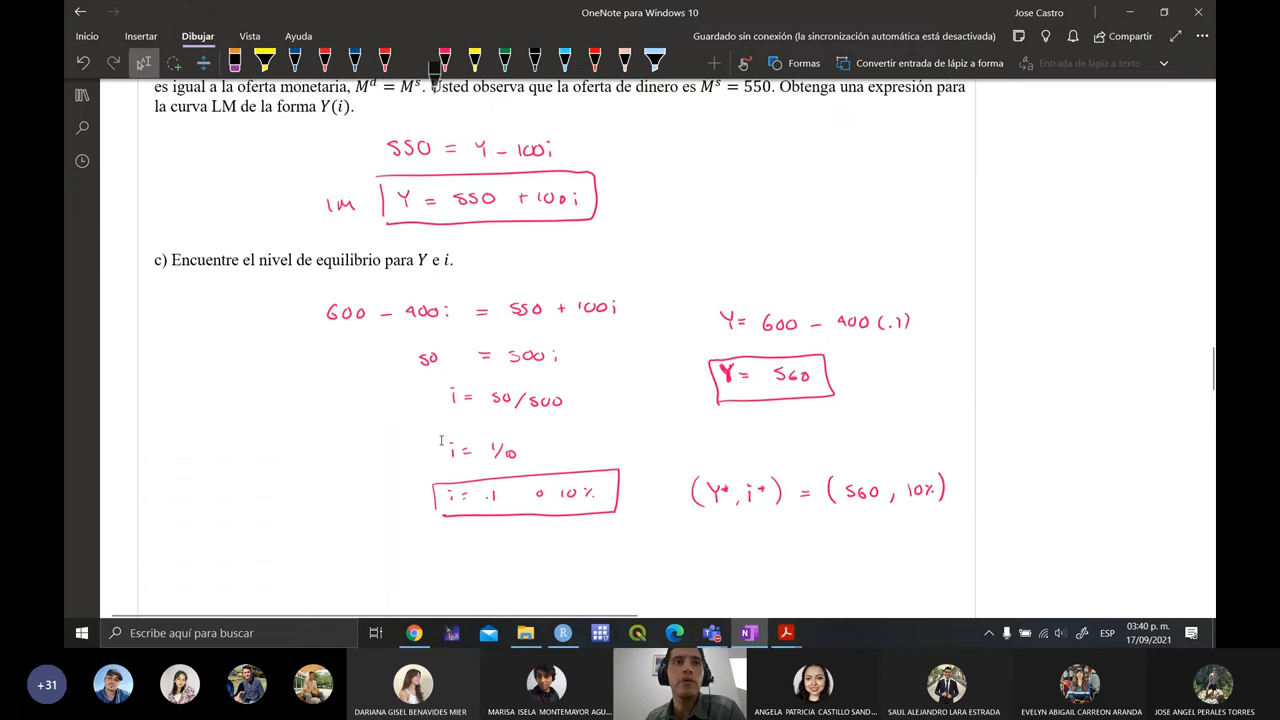 OneNote para Windows 10
Jose Castro
Inicio Insertar Dibujar Vista Ayuda
Guardado sin conexión (la sincronización automática está desactivada)
Compartir
Formas
Convertir entrada de lápiz a forma
Entrada de lápiz a texto
es igual a la oferta monetaria, M^d = M^s. Usted observa que la oferta de dinero es M^s = 550. Obtenga una expresión para
la curva LM de la forma Y(i).
550 = Y - 100i
LM Y = 550 + 100i
c) Encuentre el nivel de equilibrio para Y e i.
600 - 400i = 550 + 100i
50 = 500i
i = 50/500
i = 1/10
i = .1 o 10%
Y = 600 - 400(.1)
Y = 560
(Y*, i*) = (560, 10%)
Escribe aquí para buscar
ESP
03:40 p. m.
17/09/2021
+31
DARIANA GISEL BENAVIDES MIER
MARISA ISELA MONTEMAYOR AGU...
ANGELA PATRICIA CASTILLO SAND...
SAUL ALEJANDRO LARA ESTRADA
EVELYN ABIGAIL CARREON ARANDA
JOSE ANGEL PERALES TORRES